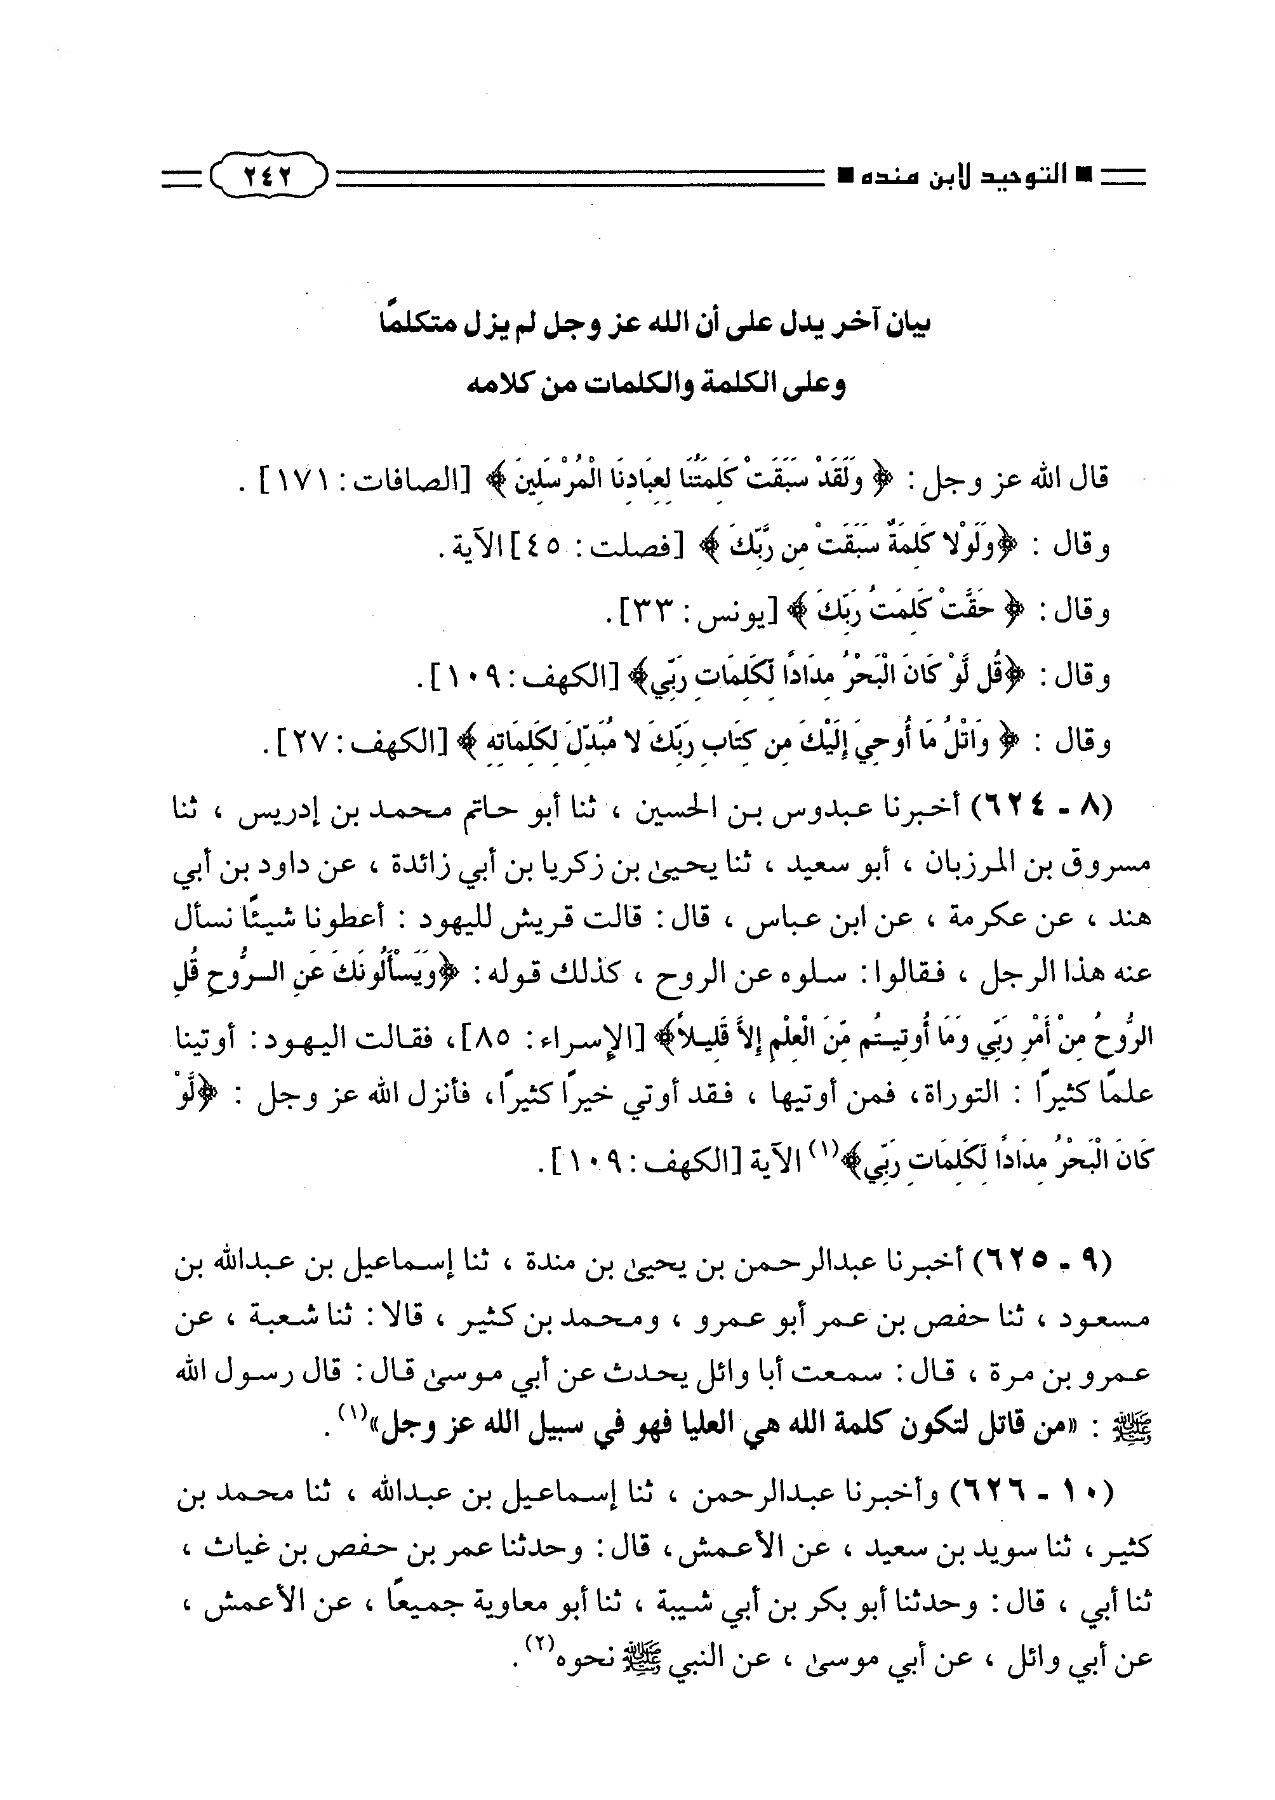 ■ التوحيد لابن منده ■ ٢٤٢
بيان آخر يدل على أن الله عز وجل لم يزل متكلمًا
وعلى الكلمة والكلمات من كلامه
قال الله عز وجل : ﴿ وَلَقَدْ سَبَقَتْ كَلِمَتُنَا لِعِبَادِنَا الْمُرْسَلِينَ ﴾ [الصافات: ١٧١] .
وقال : ﴿وَلَوْلا كَلِمَةٌ سَبَقَتْ مِن رَّبِّكَ ﴾ [فصلت: ٤٥] الآية.
وقال: ﴿ حَقَّتْ كَلِمَتُ رَبِّكَ ﴾ [يونس: ٣٣].
وقال: ﴿قُل لَّوْ كَانَ الْبَحْرُ مِدَادًا لِّكَلِمَاتِ رَبِّي﴾ [الكهف: ١٠٩].
وقال : ﴿ وَاتْلُ مَا أُوحِيَ إِلَيْكَ مِن كِتَابِ رَبِّكَ لا مُبَدِّلَ لِكَلِمَاتِهِ ﴾ [الكهف: ٢٧].
(٨ - ٦٢٤) أخبرنا عبدوس بن الحسين ، ثنا أبو حاتم محمد بن إدريس ، ثنا
مسروق بن المرزبان ، أبو سعيد ، ثنا يحيىٰ بن زكريا بن أبي زائدة ، عن داود بن أبي
هند ، عن عكرمة ، عن ابن عباس ، قال: قالت قريش لليهود : أعطونا شيئًا نسأل
عنه هذا الرجل ، فقالوا: سلوه عن الروح ، كذلك قوله: ﴿وَيَسْأَلُونَكَ عَنِ الرُّوحِ قُلِ
الرُّوحُ مِنْ أَمْرِ رَبِّي وَمَا أُوتِيتُم مِّنَ الْعِلْمِ إِلاَّ قَلِيلاً﴾ [الإسراء: ٨٥]، فقالت اليهود: أوتينا
علمًا كثيرًا : التوراة، فمن أوتيها ، فقد أوتي خيرًا كثيرًا، فأنزل الله عز وجل : ﴿لَّوْ
كَانَ الْبَحْرُ مِدَادًا لِّكَلِمَاتِ رَبِّي﴾(١) الآية [الكهف: ١٠٩].
(٩ - ٦٢٥) أخبرنا عبدالرحمن بن يحيىٰ بن مندة ، ثنا إسماعيل بن عبدالله بن
مسعود ، ثنا حفص بن عمر أبو عمرو ، ومحمد بن كثير ، قالا: ثنا شعبة ، عن
عمرو بن مرة ، قال: سمعت أبا وائل يحدث عن أبي موسىٰ قال: قال رسول الله
ﷺ : «من قاتل لتكون كلمة الله هي العليا فهو في سبيل الله عز وجل»(١).
(١٠ - ٦٢٦) وأخبرنا عبدالرحمن ، ثنا إسماعيل بن عبدالله ، ثنا محمد بن
كثير ، ثنا سويد بن سعيد ، عن الأعمش، قال: وحدثنا عمر بن حفص بن غياث ،
ثنا أبي ، قال: وحدثنا أبو بكر بن أبي شيبة ، ثنا أبو معاوية جميعًا ، عن الأعمش ،
عن أبي وائل ، عن أبي موسىٰ ، عن النبي ﷺ نحوه(٢).